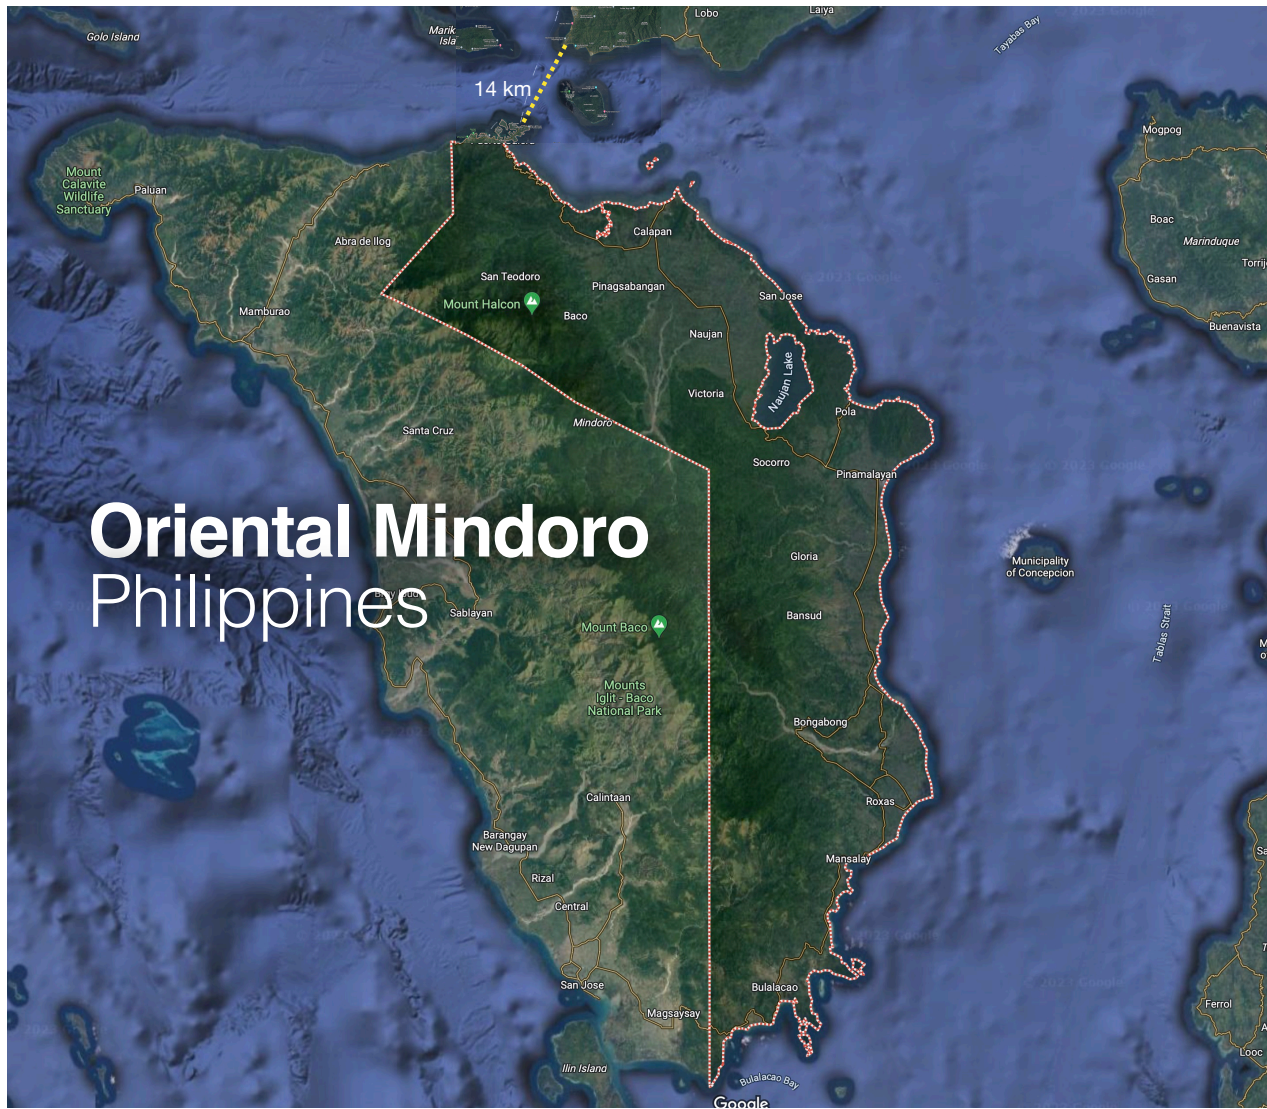 Golo Island
Marik
Isla
Lobo
Laiya
Tayabas Bay
14 km
Mogpog
Mount
Calavite
Wildlife
Sanctuary
Paluan
Boac
Marinduque
Abra de Ilog
Calapan
Torrij
San Teodoro
Gasan
Pinagsabangan
Mount Halcon
San Jose
Mamburao
Baco
Buenavista
Naujan
Naujan Lake
Victoria
Pola
Mindoro
Santa Cruz
Socorro
Pinamalayan
Oriental Mindoro
Philippines
Gloria
Municipality
of Concepcion
Sablayan
Bansud
Mount Baco
Tablas Strait
M
o
Mounts
Iglit - Baco
National Park
Bongabong
Calintaan
Roxas
Barangay
New Dagupan
Mansalay
Sa
Rizal
Central
San Jose
Bulalacao
Ferrol
Magsaysay
Looc
Ilin Island
Bulalacao Bay
Google